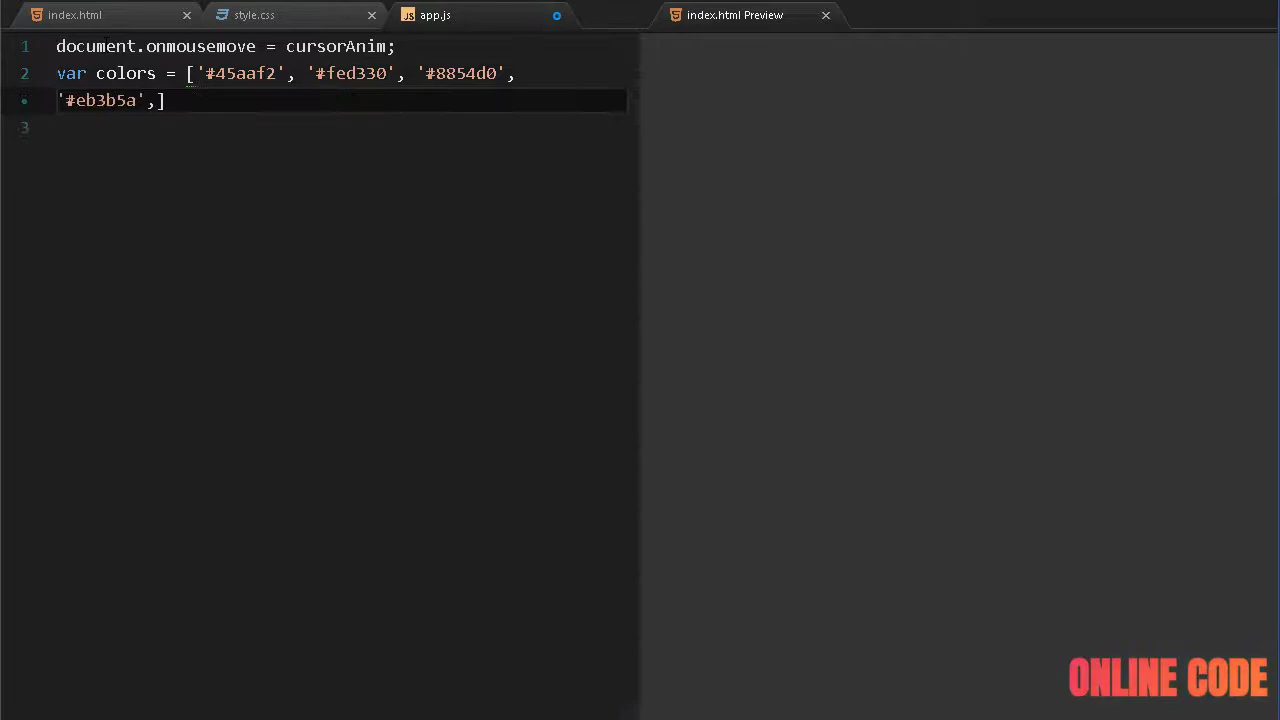 index.html
style.css
JS app.js
index.html Preview
1 document.onmousemove = cursorAnim;
2 var colors = ['#45aaf2', '#fed330', '#8854d0',
'#eb3b5a',]
3
ONLINE CODE